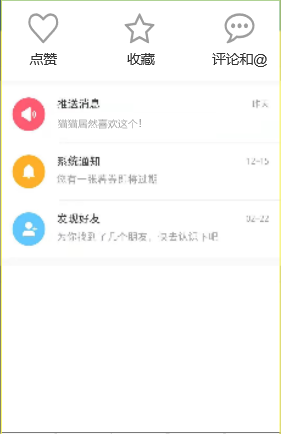 点赞 收藏 评论和@
推送消息 昨天
猫猫居然喜欢这个!
系统通知 12-15
您有一张券即将过期
发现好友 02-22
为你找到了几个朋友，快去认识下吧